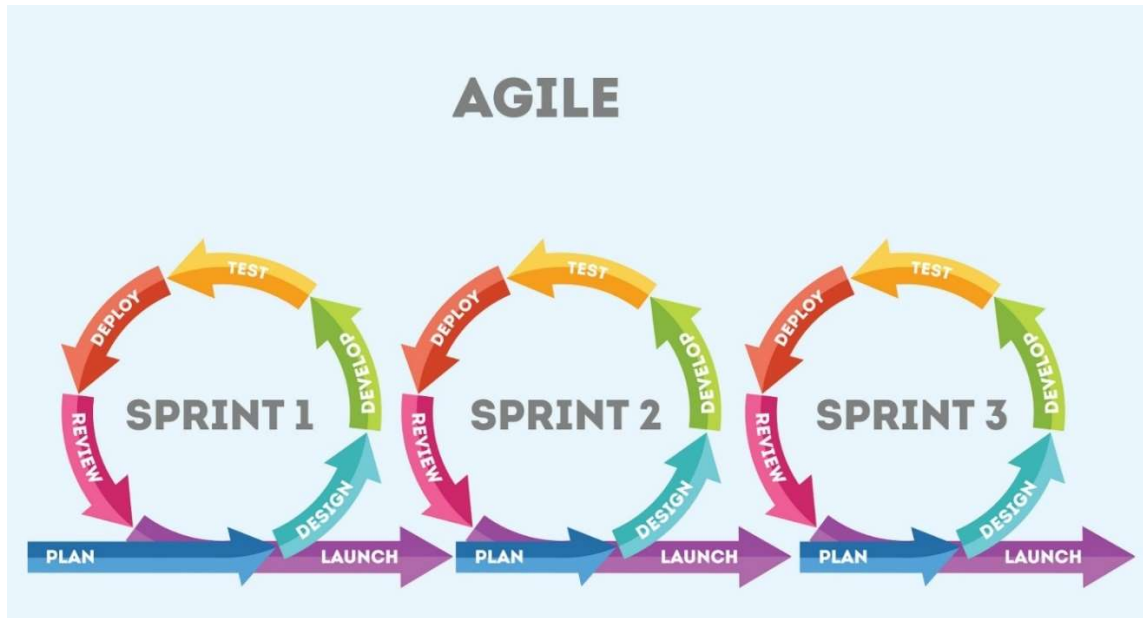 AGILE
SPRINT 1
PLAN
DESIGN
DEVELOP
TEST
DEPLOY
REVIEW
LAUNCH
SPRINT 2
PLAN
DESIGN
DEVELOP
TEST
DEPLOY
REVIEW
LAUNCH
SPRINT 3
PLAN
DESIGN
DEVELOP
TEST
DEPLOY
REVIEW
LAUNCH